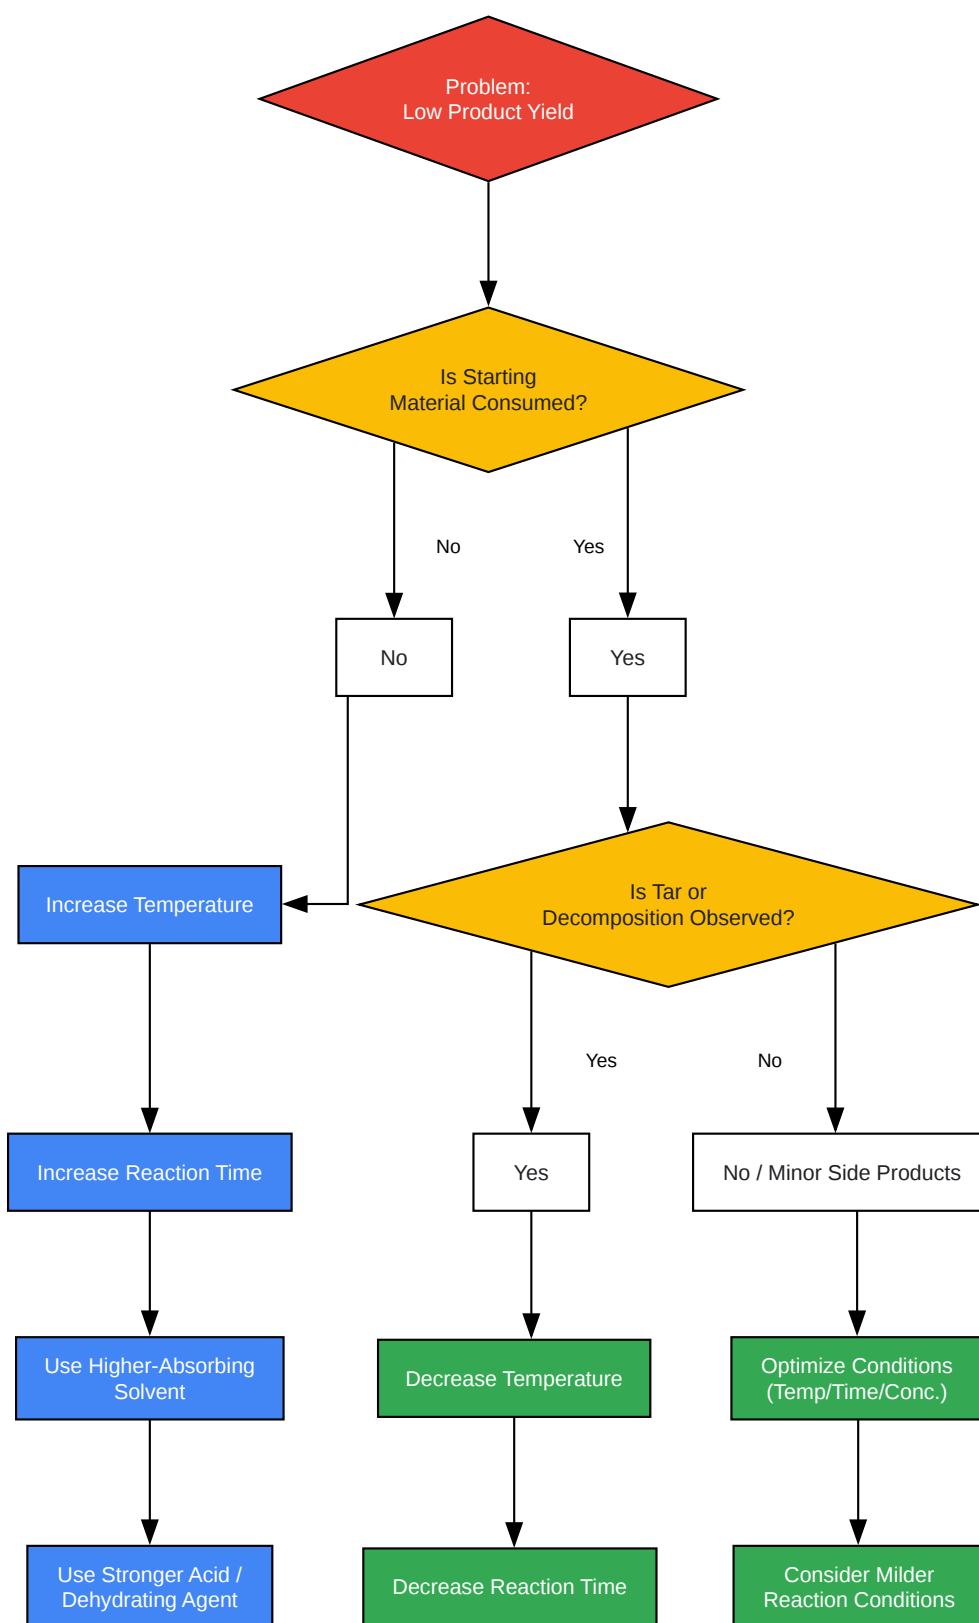 Problem:
Low Product Yield
Is Starting
Material Consumed?
No
Yes
No
Yes
Increase Temperature
Is Tar or
Decomposition Observed?
Yes
No
Increase Reaction Time
Yes
No / Minor Side Products
Use Higher-Absorbing
Solvent
Decrease Temperature
Optimize Conditions
(Temp/Time/Conc.)
Use Stronger Acid /
Dehydrating Agent
Decrease Reaction Time
Consider Milder
Reaction Conditions